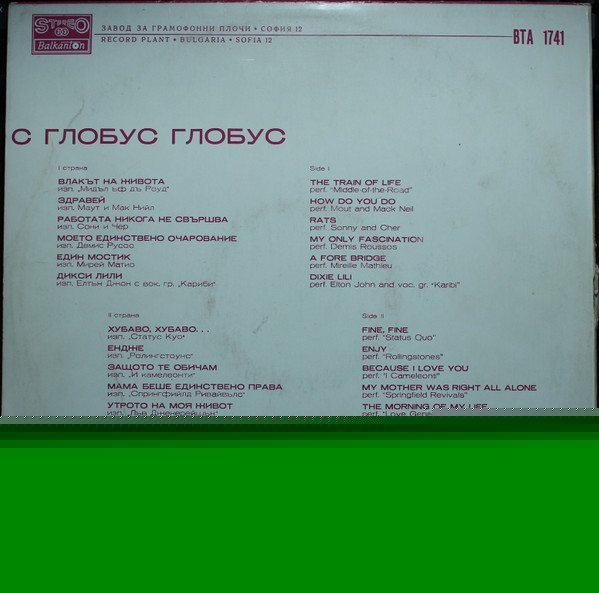 STEREO
Balkanton
ЗАВОД ЗА ГРАМОФОННИ ПЛОЧИ • СОФИЯ 12
RECORD PLANT • BULGARIA • SOFIA 12
ВТА 1741
С ГЛОБУС ГЛОБУС
I страна
ВЛАКЪТ НА ЖИВОТА
изп. „Мидъл ъф дъ Роуд"
ЗДРАВЕЙ
изп. Маут и Мак Нийл
РАБОТАТА НИКОГА НЕ СВЪРШВА
изп. Сони и Чер
МОЕТО ЕДИНСТВЕНО ОЧАРОВАНИЕ
изп. Демис Русос
ЕДИН МОСТИК
изп. Мирей Матио
ДИКСИ ЛИЛИ
изп. Елтън Джон с вок. гр. „Кариби"
Side I
THE TRAIN OF LIFE
perf. "Middle-of-the-Road"
HOW DO YOU DO
perf. Mout and Mack Neil
RATS
perf. Sonny and Cher
MY ONLY FASCINATION
perf. Demis Roussos
A FORE BRIDGE
perf. Mireille Mathieu
DIXIE LILI
perf. Elton John and voc. gr. "Karibi"
II страна
ХУБАВО, ХУБАВО. . .
изп. „Статус Куо"
ЕНДЖЕ
изп. „Ролингстоунс"
ЗАЩОТО ТЕ ОБИЧАМ
изп. „И камелеонти"
МАМА БЕШЕ ЕДИНСТВЕНО ПРАВА
изп. „Спрингфийлд Ривайвълс"
УТРОТО НА МОЯ ЖИВОТ
изп. „Лъв Дженерейшън"
Side II
FINE, FINE
perf. "Status Quo"
ENJY
perf. "Rollingstones"
BECAUSE I LOVE YOU
perf. "I Cameleonti"
MY MOTHER WAS RIGHT ALL ALONE
perf. "Springfield Revivals"
THE MORNING OF MY LIFE
perf. "Love